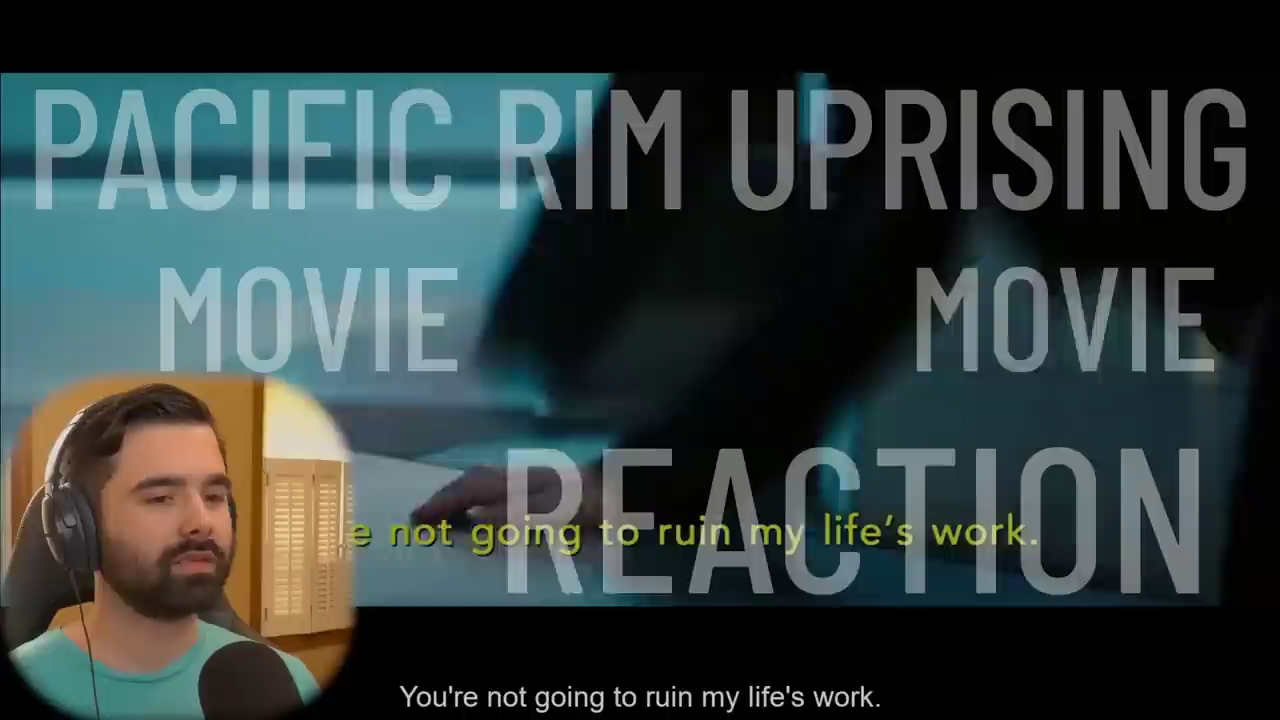 PACIFIC RIM UPRISING
MOVIE MOVIE
REACTION
e not going to ruin my life's work.
You're not going to ruin my life's work.